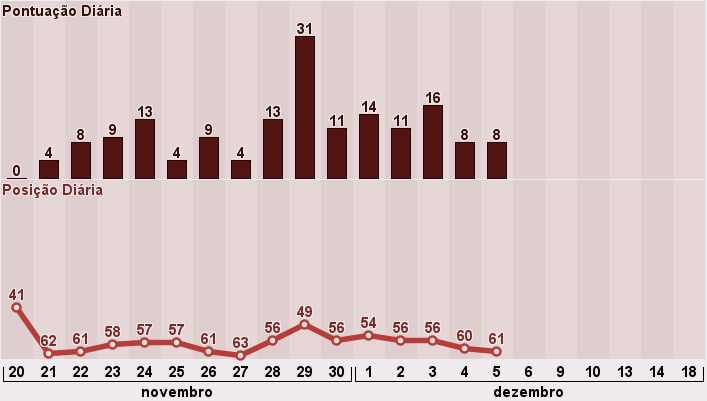 Pontuação Diária
0 4 8 9 13 4 9 4 13 31 11 14 11 16 8 8
Posição Diária
41 62 61 58 57 57 61 63 56 49 56 54 56 56 60 61
20 21 22 23 24 25 26 27 28 29 30 1 2 3 4 5 6 9 10 13 14 18
novembro dezembro